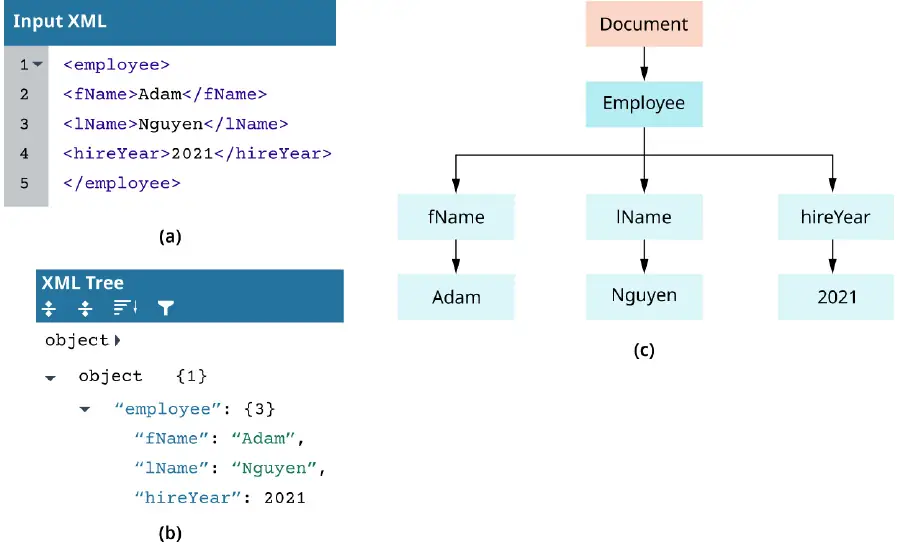 Input XML
1 <employee>
2 <fName>Adam</fName>
3 <lName>Nguyen</lName>
4 <hireYear>2021</hireYear>
5 </employee>
(a)
XML Tree
object
object {1}
“employee”: {3}
“fName”: “Adam”,
“lName”: “Nguyen”,
“hireYear”: 2021
(b)
Document
Employee
fName lName hireYear
Adam Nguyen 2021
(c)